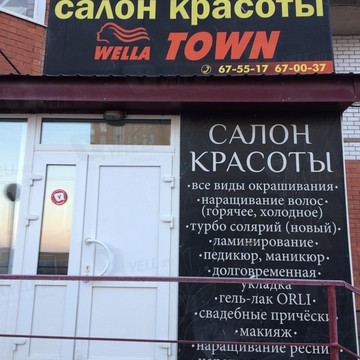 салон красоты
WELLA TOWN
67-55-17 67-00-37
САЛОН
КРАСОТЫ
•все виды окрашивания•
•наращивание волос•
(горячее, холодное)
•турбо солярий (новый)•
•ламинирование•
•педикюр, маникюр•
•долговременная
укладка
•гель-лак ORLI•
•свадебные причёски•
•макияж•
•наращивание ресниц